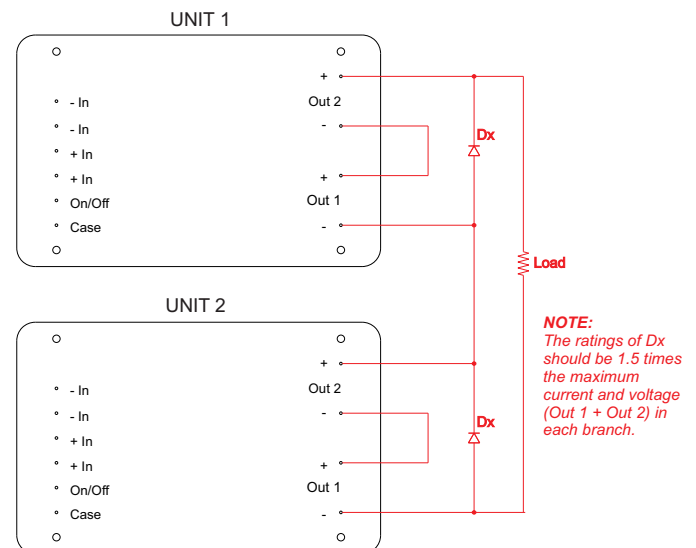 UNIT 1
+
- In
Out 2
- In
-
Dx
+ In
+ In
+
On/Off
Out 1
Case
-
Load
UNIT 2
NOTE:
The ratings of Dx
should be 1.5 times
the maximum
current and voltage
(Out 1 + Out 2) in
each branch.
+
- In
Out 2
- In
-
Dx
+ In
+ In
+
On/Off
Out 1
Case
-